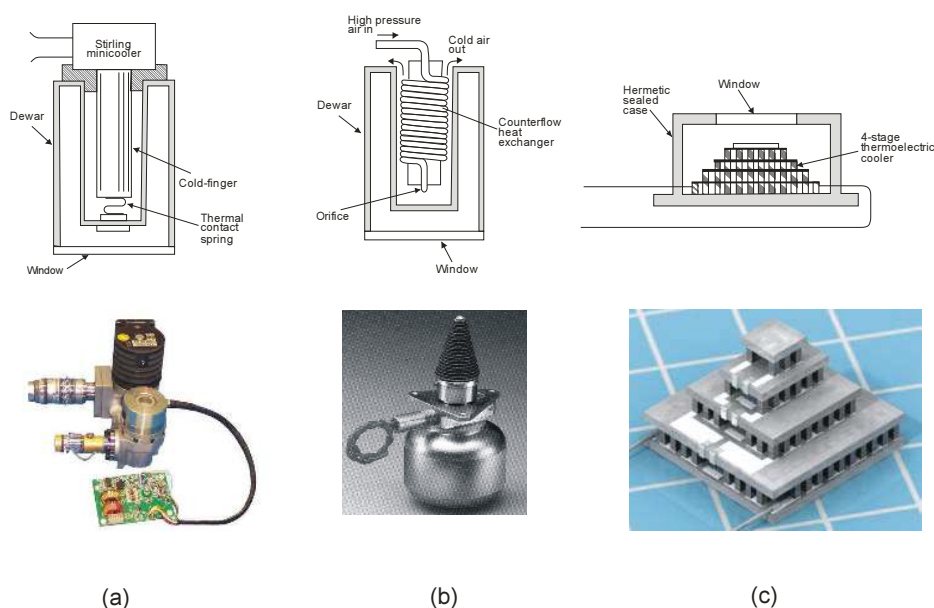 Stirling
minicooler
Dewar
Cold-finger
Thermal
contact
spring
Window
High pressure
air in
Cold air
out
Dewar
Counterflow
heat
exchanger
Orifice
Window
Window
Hermetic
sealed
case
4-stage
thermoelectric
cooler
(a)
(b)
(c)